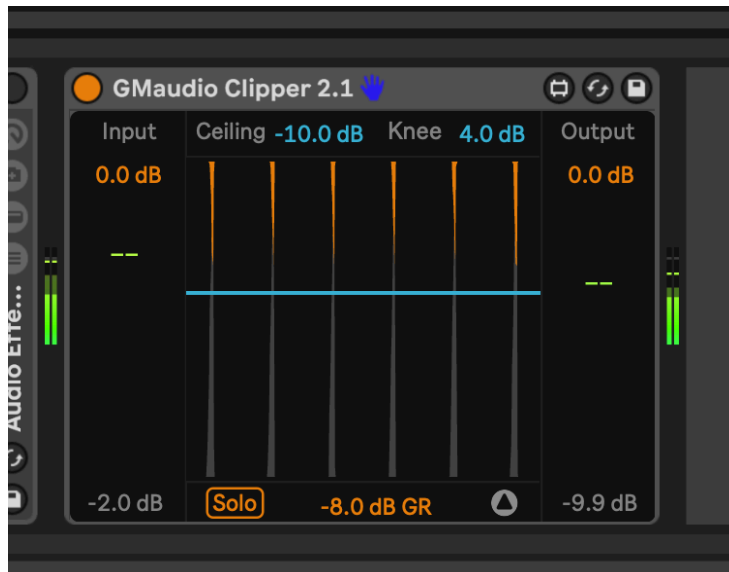 GMaudio Clipper 2.1
Input
Ceiling -10.0 dB
Knee 4.0 dB
Output
0.0 dB
0.0 dB
-2.0 dB
Solo
-8.0 dB GR
-9.9 dB
Audio Effe...